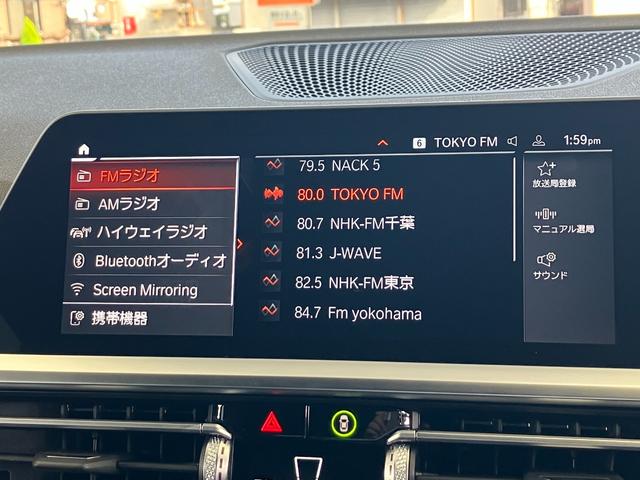 6 TOKYO FM 1:59pm
FMラジオ
AMラジオ
ハイウェイラジオ
Bluetoothオーディオ
Screen Mirroring
携帯機器
79.5 NACK 5
80.0 TOKYO FM
80.7 NHK-FM千葉
81.3 J-WAVE
82.5 NHK-FM東京
84.7 Fm yokohama
放送局登録
マニュアル選局
サウンド